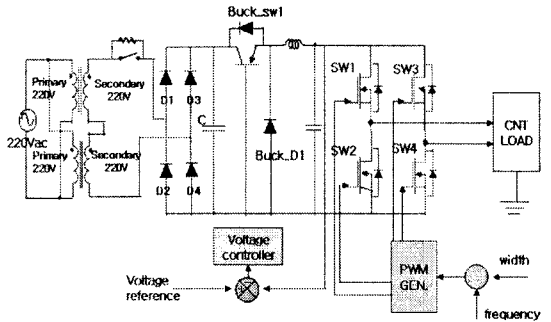 Buck_sw1
Primary
220V
Secondary
220V
220Vac
Primary
220V
Secondary
220V
D1
D3
D2
D4
C
Buck_D1
SW1
SW3
SW2
SW4
CNT
LOAD
Voltage
controller
Voltage
reference
PWM
GEN.
width
frequency